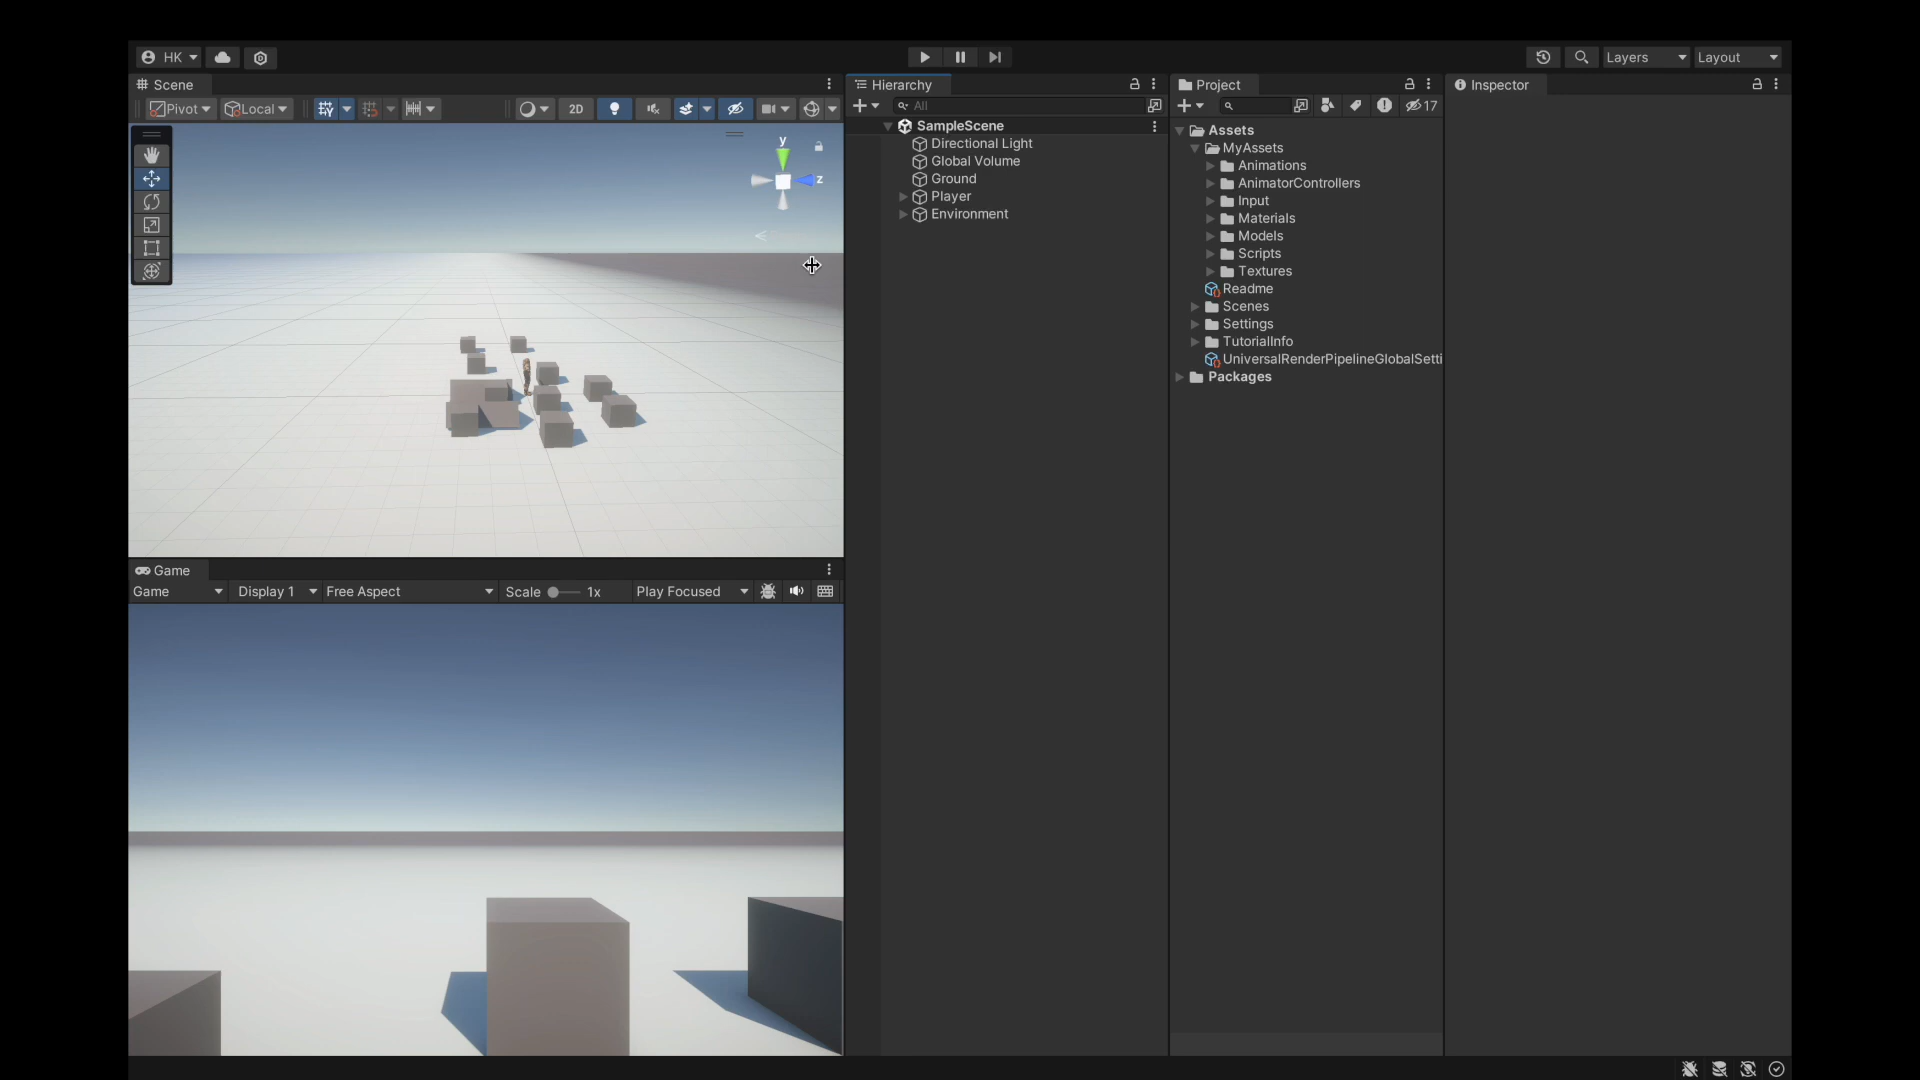 HK
Layers
Layout
Scene
Pivot
Local
2D
y
z
Hierarchy
All
SampleScene
Directional Light
Global Volume
Ground
Player
Environment
Project
17
Assets
MyAssets
Animations
AnimatorControllers
Input
Materials
Models
Scripts
Textures
Readme
Scenes
Settings
TutorialInfo
UniversalRenderPipelineGlobalSetti
Packages
Inspector
Game
Game
Display 1
Free Aspect
Scale
1x
Play Focused